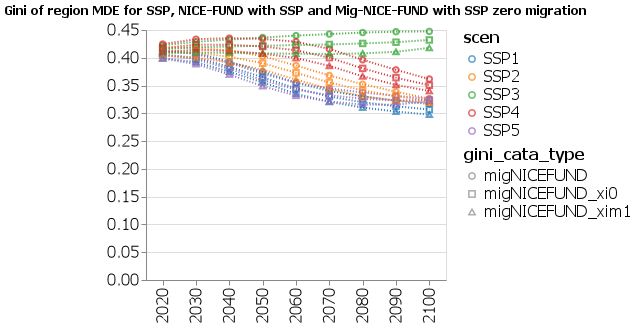 Gini of region MDE for SSP, NICE-FUND with SSP and Mig-NICE-FUND with SSP zero migration
0.45
0.40
0.35
0.30
0.25
0.20
0.15
0.10
0.05
0.00
2020
2030
2040
2050
2060
2070
2080
2090
2100
scen
SSP1
SSP2
SSP3
SSP4
SSP5
gini_cata_type
migNICEFUND
migNICEFUND_xi0
migNICEFUND_xim1